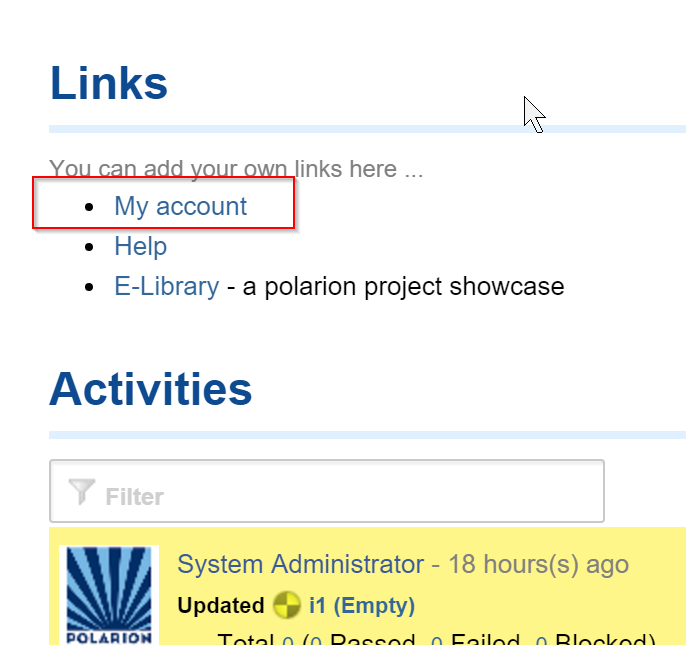 Links
You can add your own links here ...
My account
Help
E-Library - a polarion project showcase
Activities
Filter
System Administrator - 18 hours(s) ago
POLARION
Updated i1 (Empty)
Total 0 (0 Passed, 0 Failed, 0 Blocked)